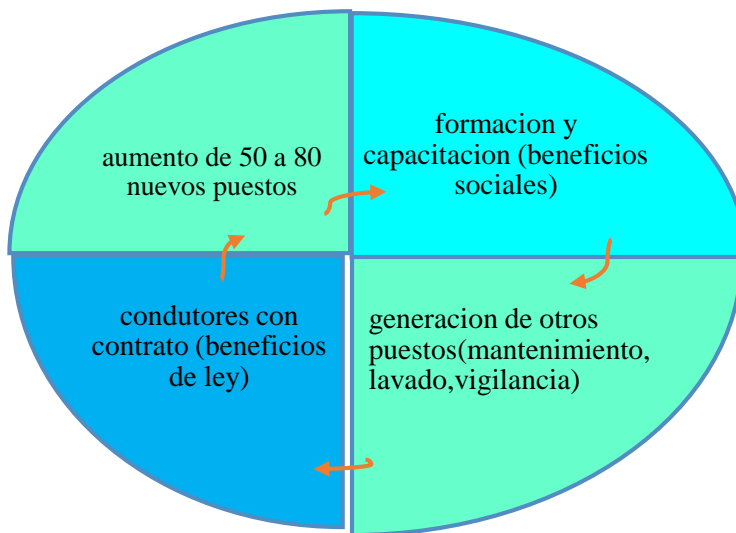 aumento de 50 a 80
nuevos puestos
formacion y
capacitacion (beneficios
sociales)
condutores con
contrato (beneficios
de ley)
generacion de otros
puestos(mantenimiento,
lavado,vigilancia)